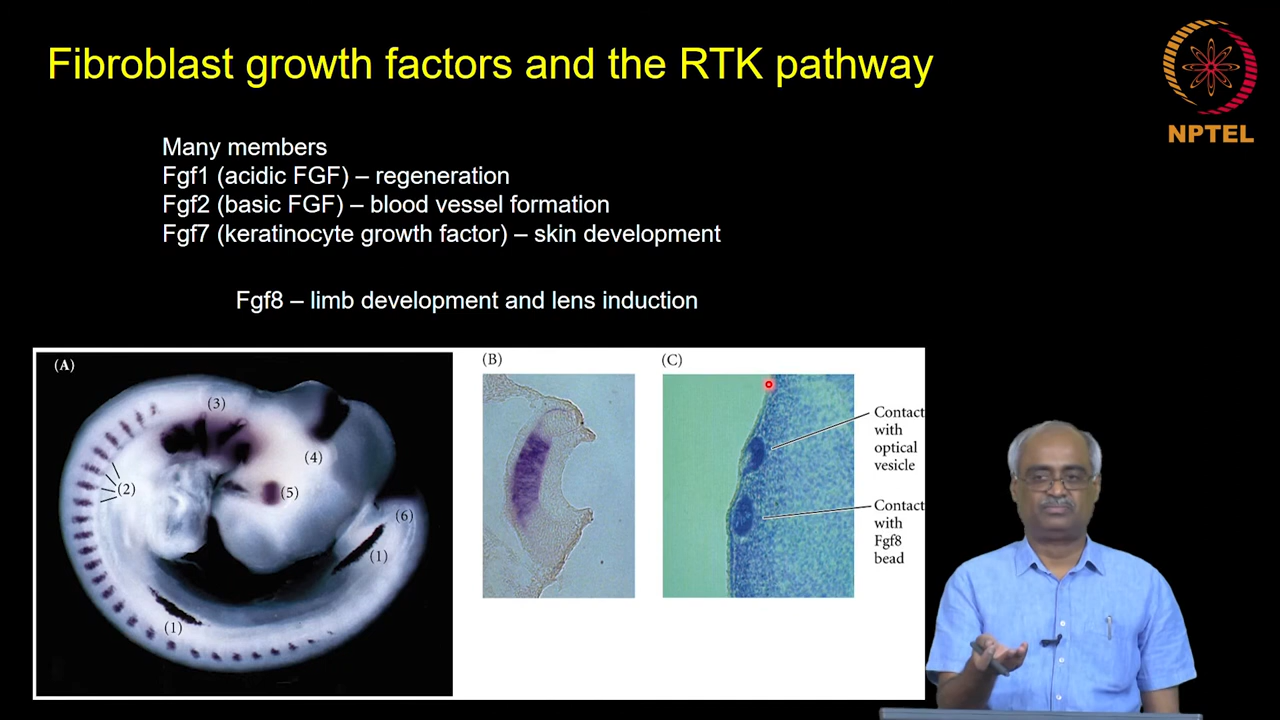 Fibroblast growth factors and the RTK pathway
NPTEL
Many members
Fgf1 (acidic FGF) – regeneration
Fgf2 (basic FGF) – blood vessel formation
Fgf7 (keratinocyte growth factor) – skin development
Fgf8 – limb development and lens induction
(A)
(3)
(4)
(2)
(5)
(6)
(1)
(1)
(B)
(C)
Contact
with
optical
vesicle
Contact
with
Fgf8
bead